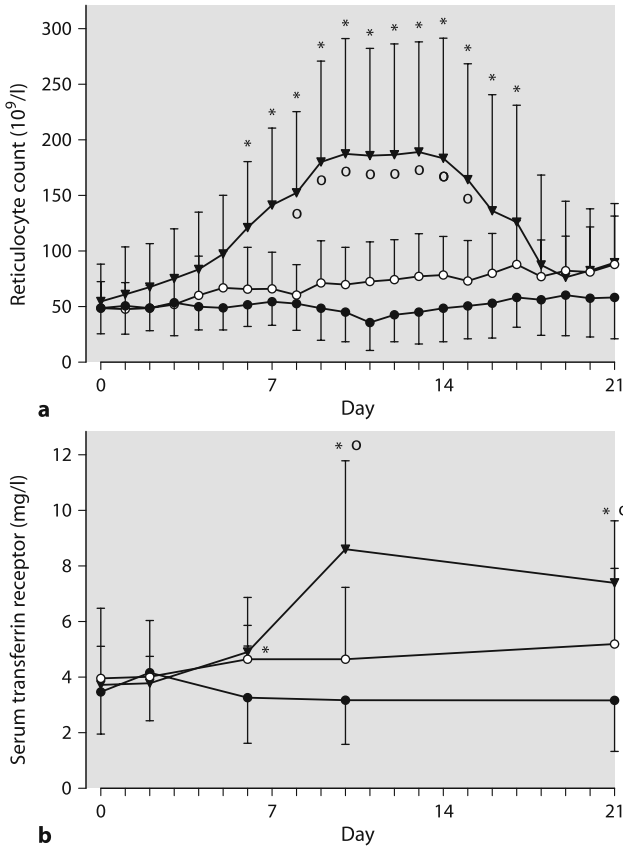 300
250
200
150
100
50
0
Reticulocyte count (10⁹/l)
* * * * * * * * * * * *
o o o o o o o o
0 7 14 21
Day
a
12
10
8
6
4
2
0
Serum transferrin receptor (mg/l)
* o
* o
*
0 7 14 21
Day
b